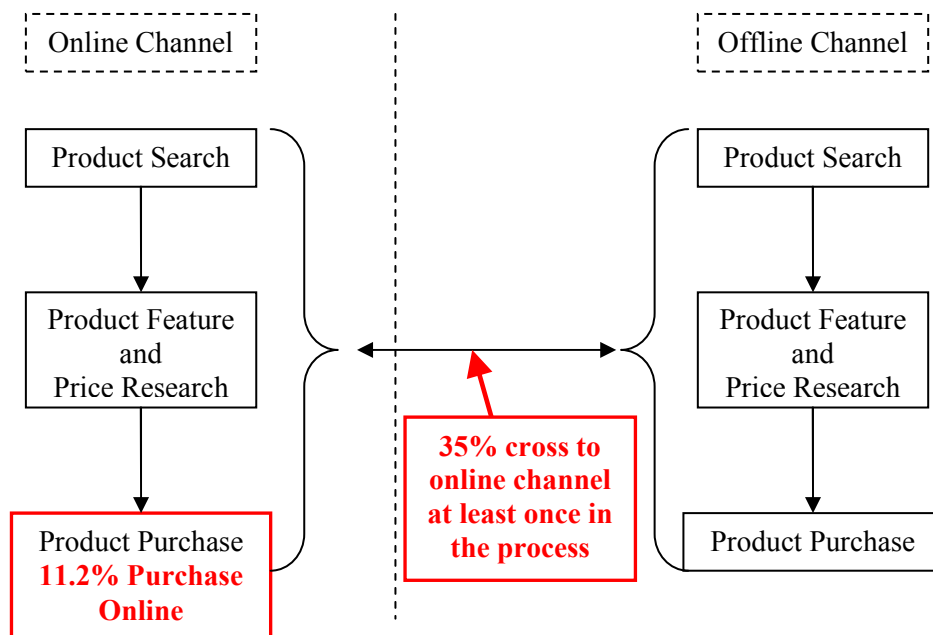 Online Channel
Offline Channel
Product Search
Product Search
Product Feature
and
Price Research
Product Feature
and
Price Research
35% cross to
online channel
at least once in
the process
Product Purchase
11.2% Purchase
Online
Product Purchase